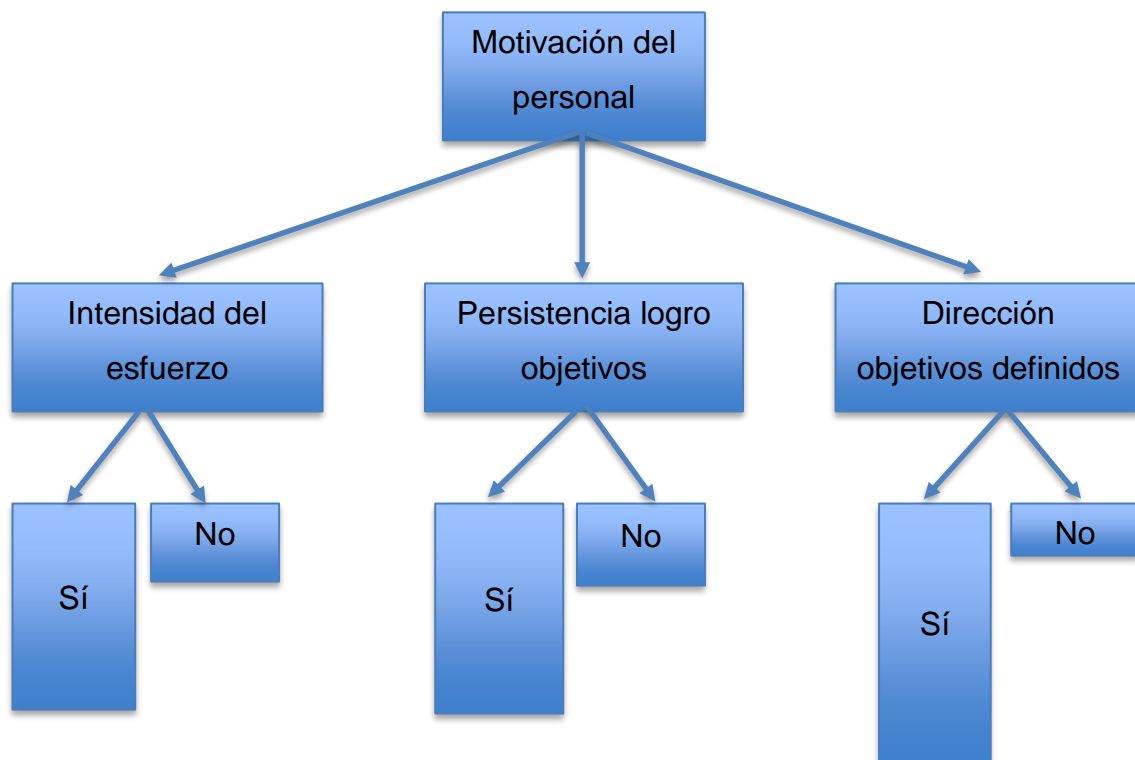 Motivación del
personal
Intensidad del
esfuerzo
Persistencia logro
objetivos
Dirección
objetivos definidos
Sí
No
Sí
No
Sí
No